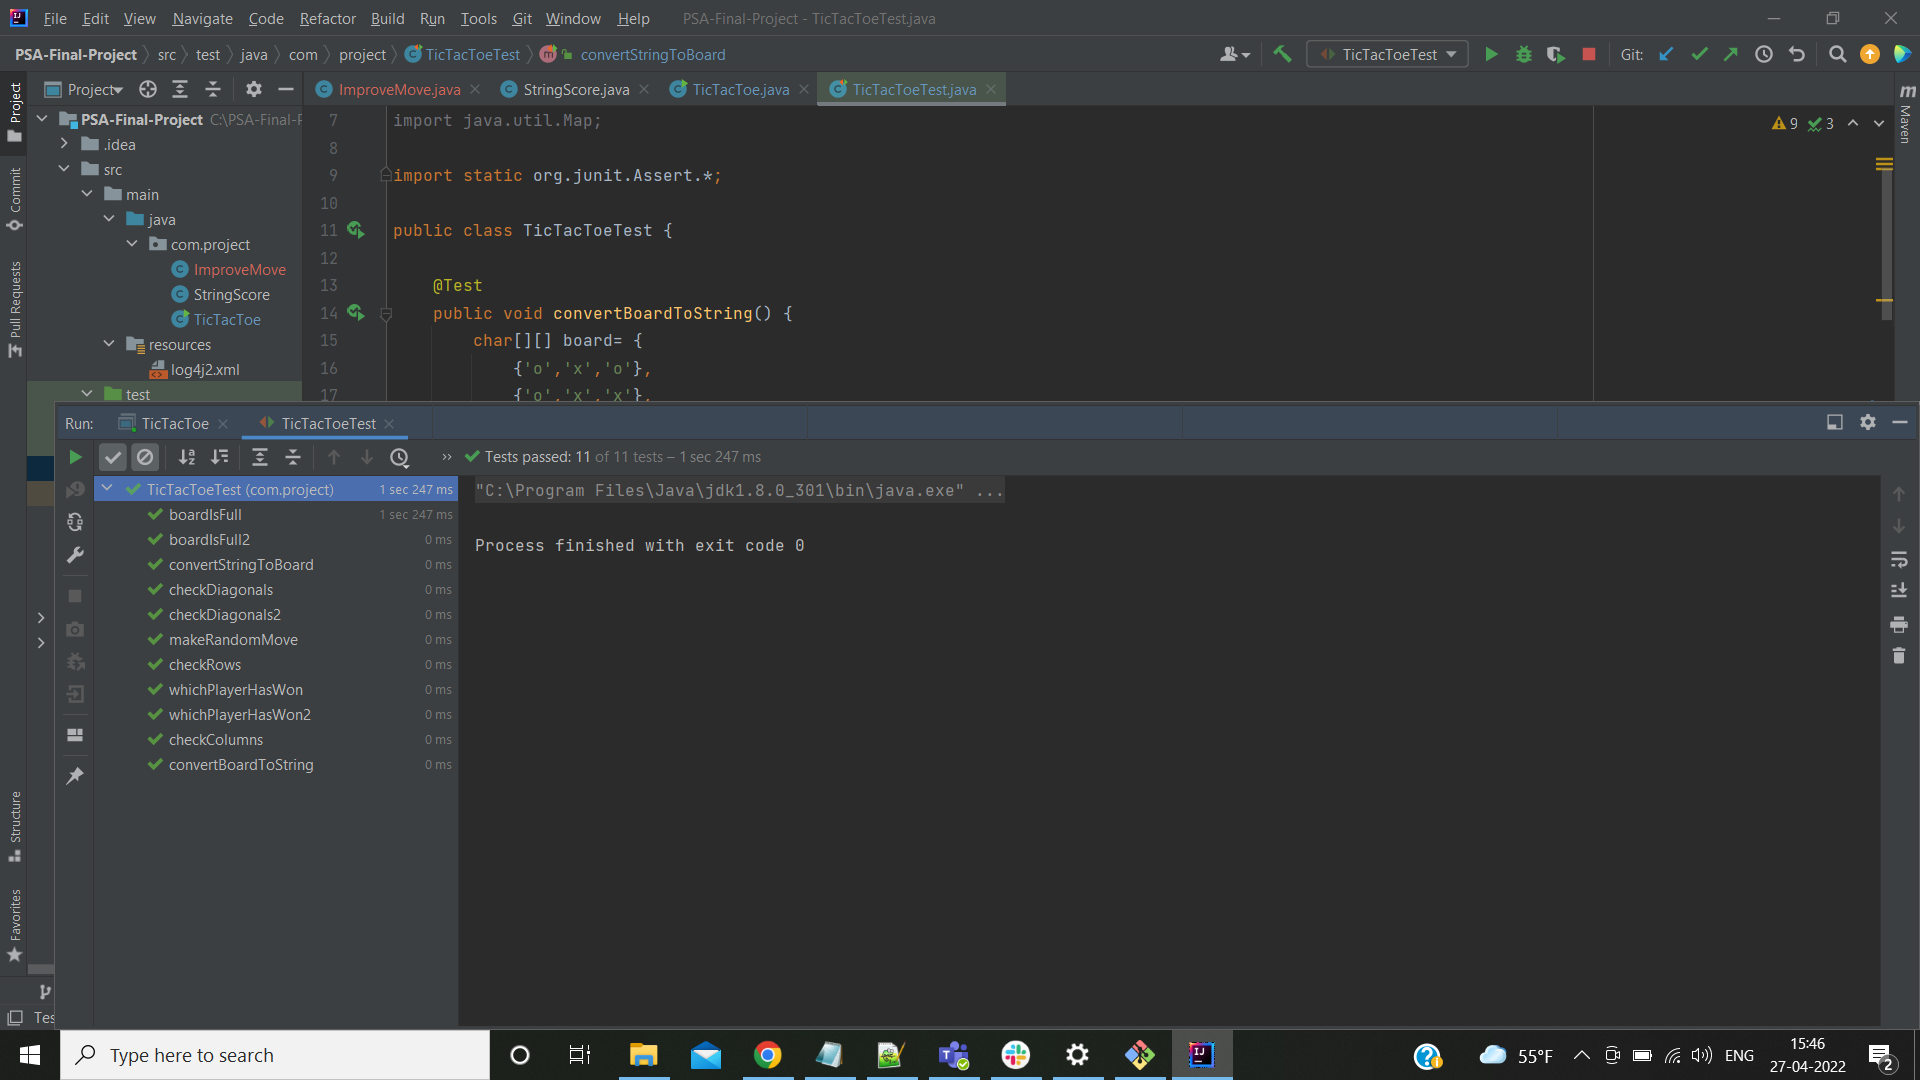 File Edit View Navigate Code Refactor Build Run Tools Git Window Help PSA-Final-Project - TicTacToeTest.java
PSA-Final-Project src test java com project TicTacToeTest convertStringToBoard
TicTacToeTest Git:
Project ImproveMove.java StringScore.java TicTacToe.java TicTacToeTest.java
Project
Commit
Pull Requests
Structure
Favorites
Maven
PSA-Final-Project C:\PSA-Final-P
.idea
src
main
java
com.project
ImproveMove
StringScore
TicTacToe
resources
log4j2.xml
test
9 3
7 import java.util.Map;
8
9 import static org.junit.Assert.*;
10
11 public class TicTacToeTest {
12
13 @Test
14 public void convertBoardToString() {
15 char[][] board= {
16 {'o','x','o'},
17 {'o','x','x'},
Run: TicTacToe TicTacToeTest
Tests passed: 11 of 11 tests – 1 sec 247 ms
TicTacToeTest (com.project) 1 sec 247 ms
boardIsFull 1 sec 247 ms
boardIsFull2 0 ms
convertStringToBoard 0 ms
checkDiagonals 0 ms
checkDiagonals2 0 ms
makeRandomMove 0 ms
checkRows 0 ms
whichPlayerHasWon 0 ms
whichPlayerHasWon2 0 ms
checkColumns 0 ms
convertBoardToString 0 ms
"C:\Program Files\Java\jdk1.8.0_301\bin\java.exe" ...
Process finished with exit code 0
Tes
Type here to search
55°F ENG
15:46
27-04-2022
2